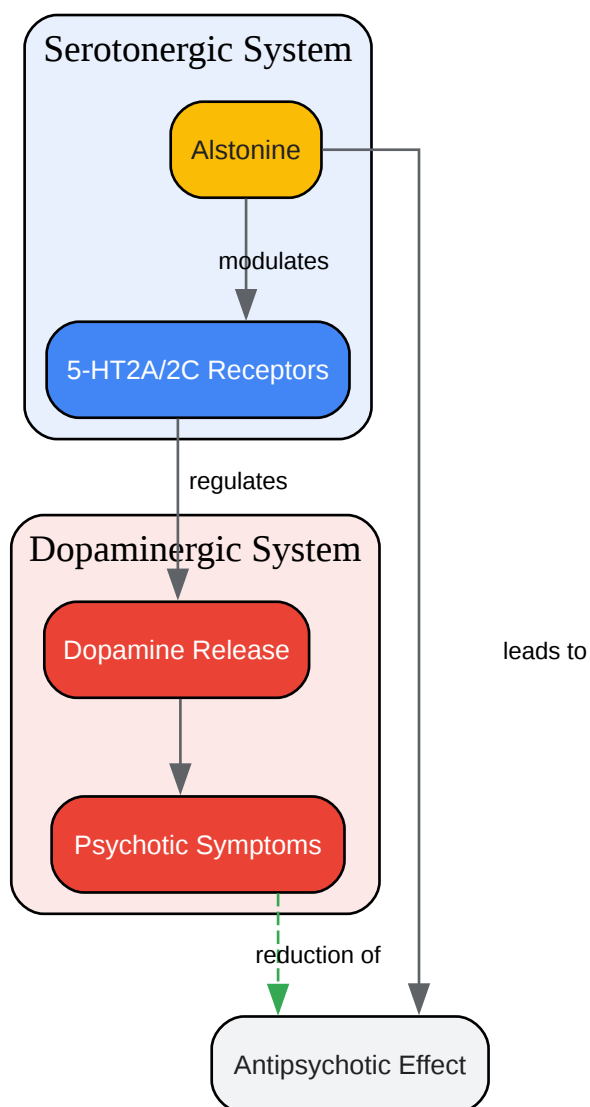 Serotonergic System
Alstonine
modulates
5-HT2A/2C Receptors
regulates
Dopaminergic System
Dopamine Release
leads to
Psychotic Symptoms
reduction of
Antipsychotic Effect